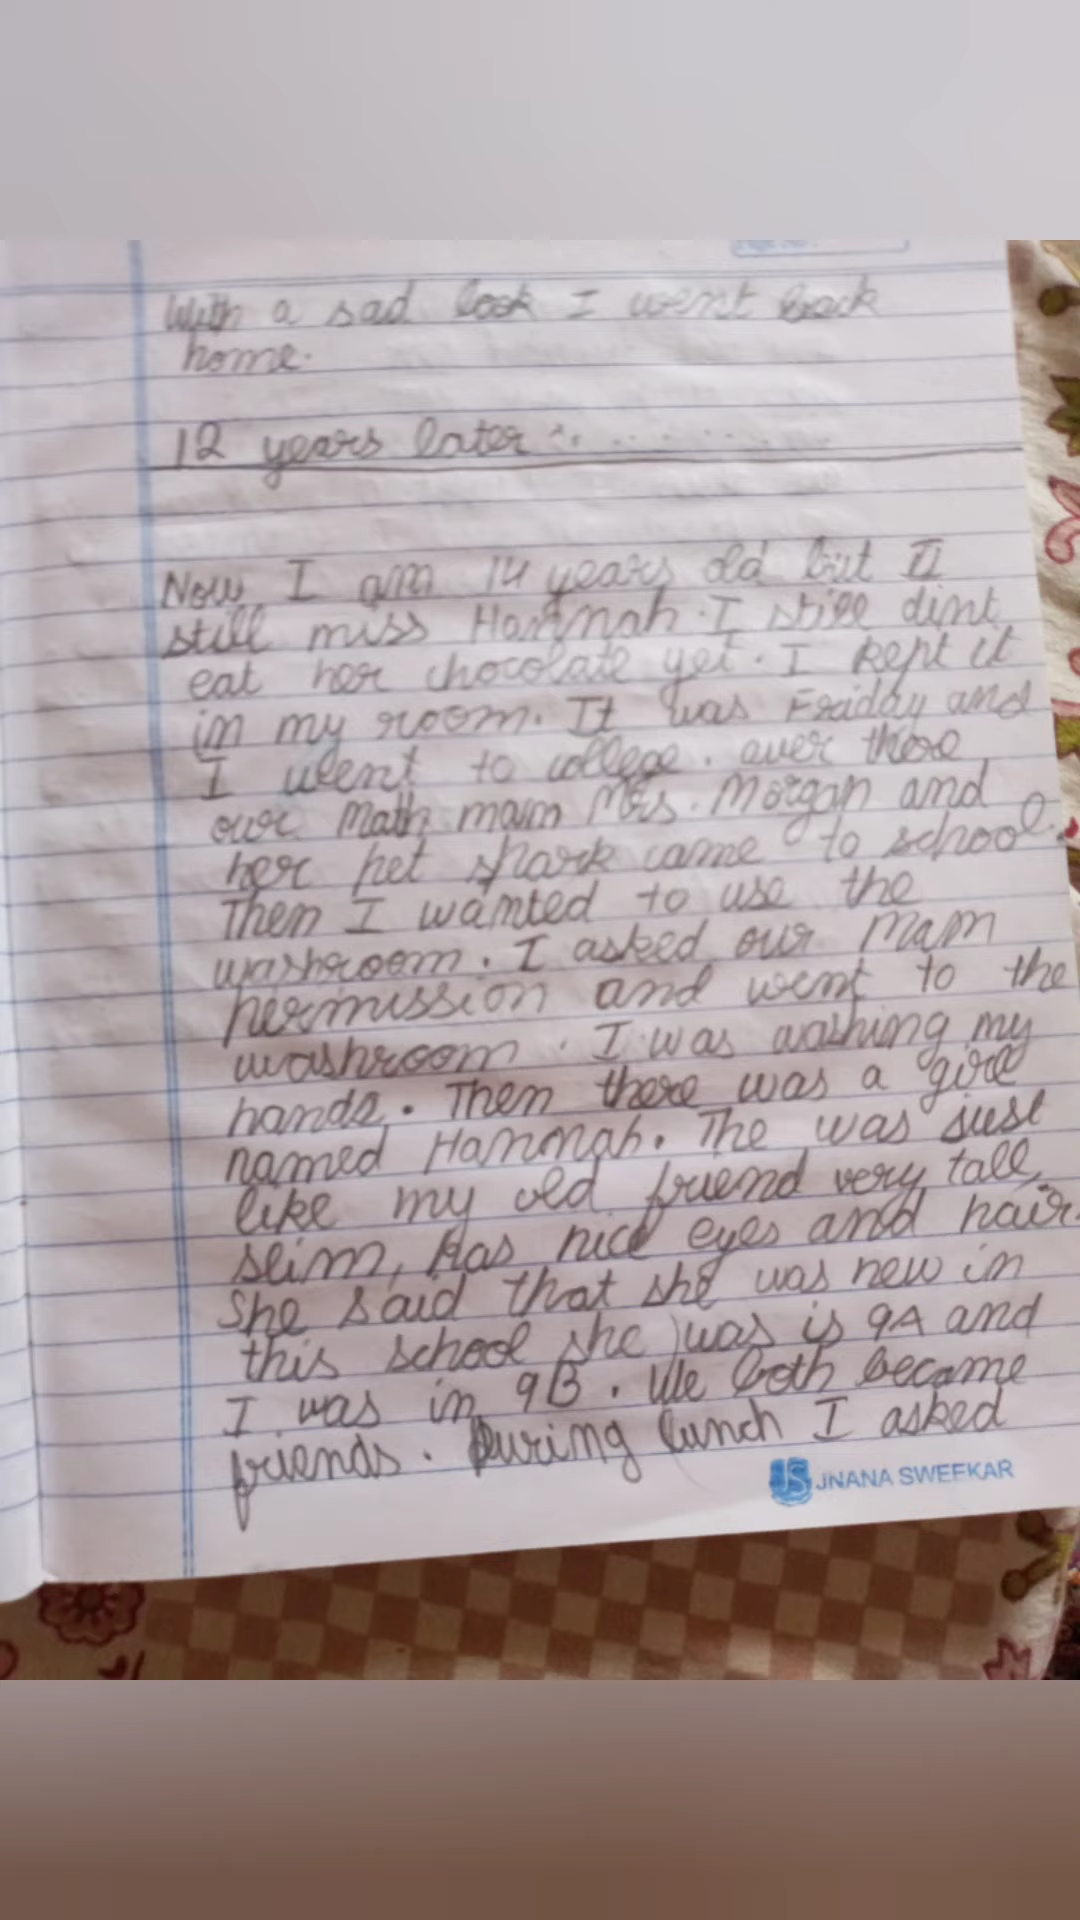 With a sad look I went back
home.
12 years later . . . . . . . . . .
Now I am 14 years old but I
still miss Hannah. I still dint
eat her chocolate yet. I kept it
in my room. It was Friday and
I went to college. over there
our Math mam Mrs. Morgan and
her pet shark came to school.
Then I wanted to use the
washroom. I asked our Mam
permission and went to the
washroom. I was washing my
hands. Then there was a girl
named Hannah. The was just
like my old friend very tall,
slim, has nice eyes and hair.
She said that she was new in
this school she was is 9A and
I was in 9B. We both become
friends. During lunch I asked
JS JNANA SWEEKAR